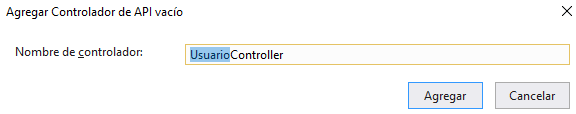 Agregar Controlador de API vacío
Nombre de controlador: UsuarioController
Agregar Cancelar